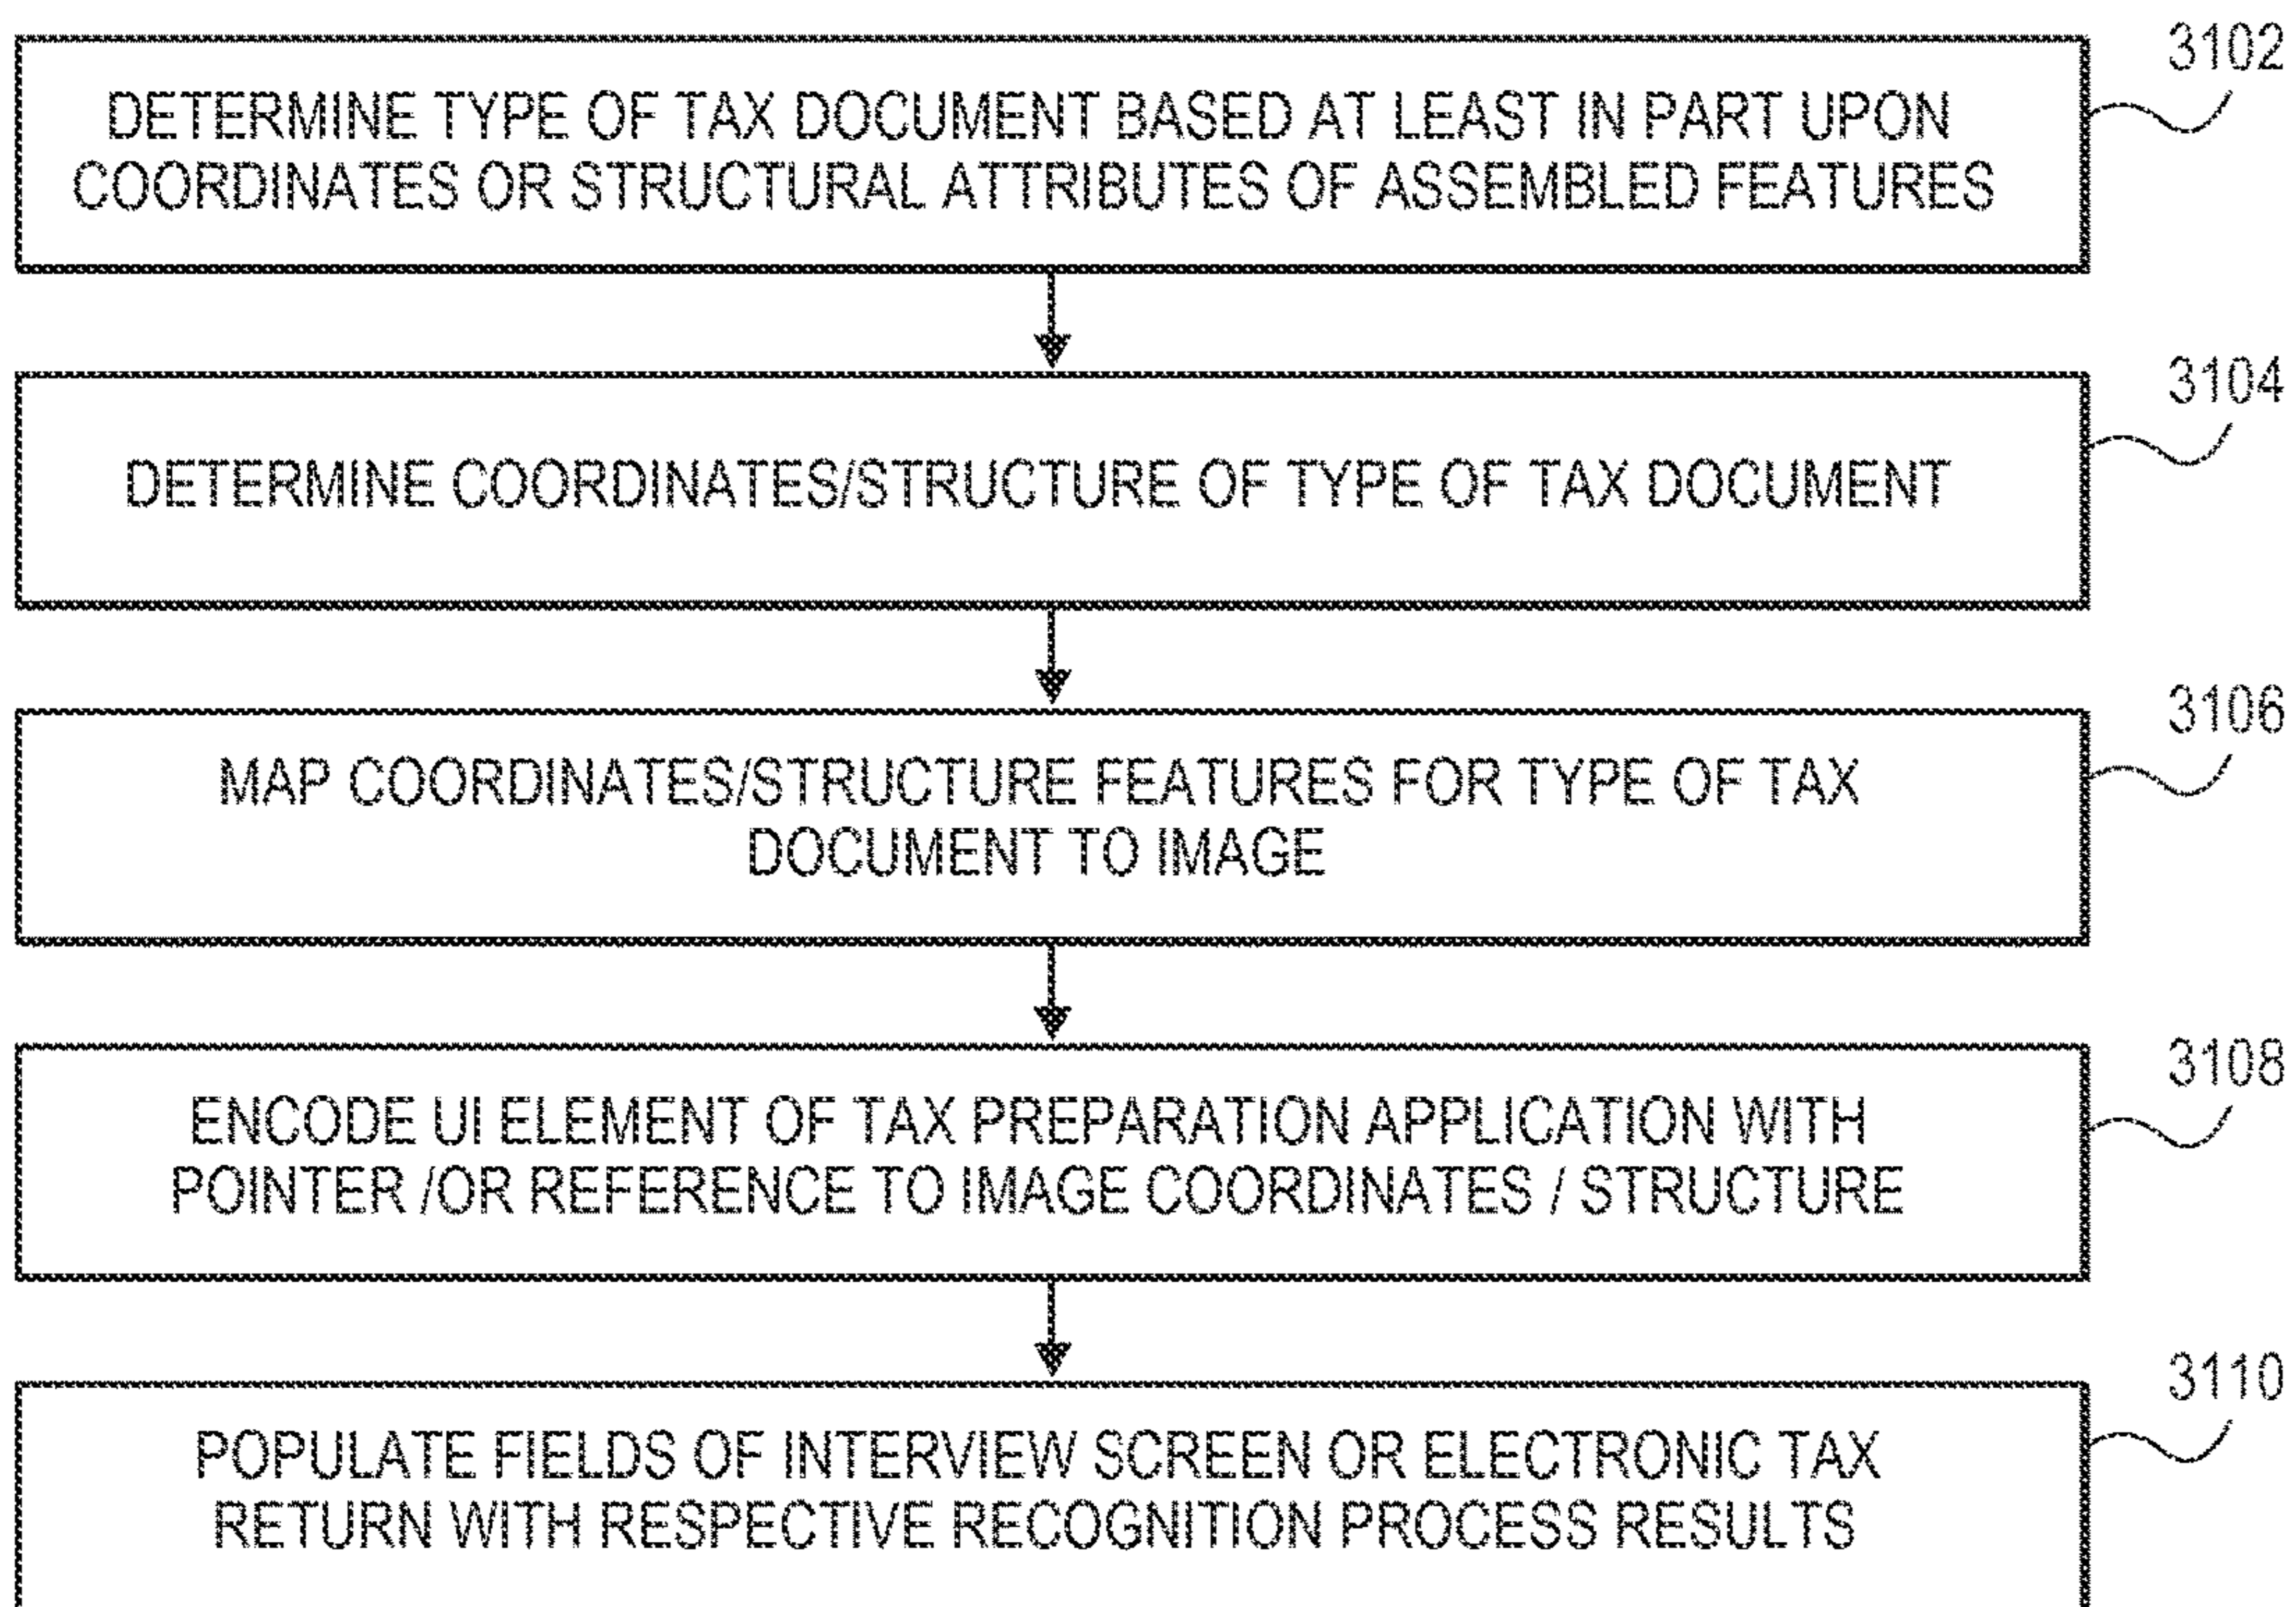 3102
DETERMINE TYPE OF TAX DOCUMENT BASED AT LEAST IN PART UPON
COORDINATES OR STRUCTURAL ATTRIBUTES OF ASSEMBLED FEATURES
3104
DETERMINE COORDINATES/STRUCTURE OF TYPE OF TAX DOCUMENT
3106
MAP COORDINATES/STRUCTURE FEATURES FOR TYPE OF TAX
DOCUMENT TO IMAGE
3108
ENCODE UI ELEMENT OF TAX PREPARATION APPLICATION WITH
POINTER /OR REFERENCE TO IMAGE COORDINATES / STRUCTURE
3110
POPULATE FIELDS OF INTERVIEW SCREEN OR ELECTRONIC TAX
RETURN WITH RESPECTIVE RECOGNITION PROCESS RESULTS